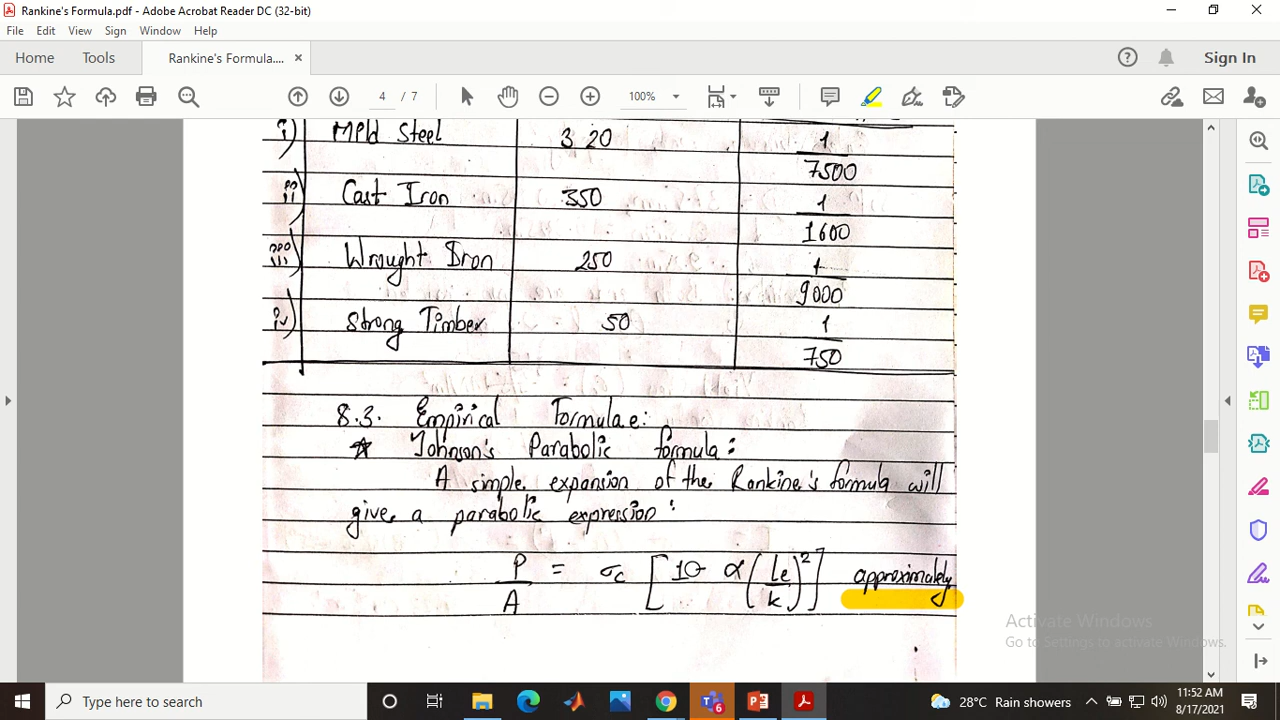 Rankine's Formula.pdf - Adobe Acrobat Reader DC (32-bit)
File Edit View Sign Window Help
Home Tools Rankine's Formula.... × Sign In
4 / 7 100%
i) Mild Steel 320 1/7500
ii) Cast Iron 350 1/1600
iii) Wrought Iron 250 1/9000
iv) Strong Timber 50 1/750
8.3. Empirical Formulae:
☆ Johnson's Parabolic formula:
A simple expansion of the Rankine's formula will
give a parabolic expression:
P/A = σc [1 - α (Le/k)²] approximately
Activate Windows
Go to Settings to activate Windows.
Type here to search
6
28°C Rain showers
11:52 AM
8/17/2021